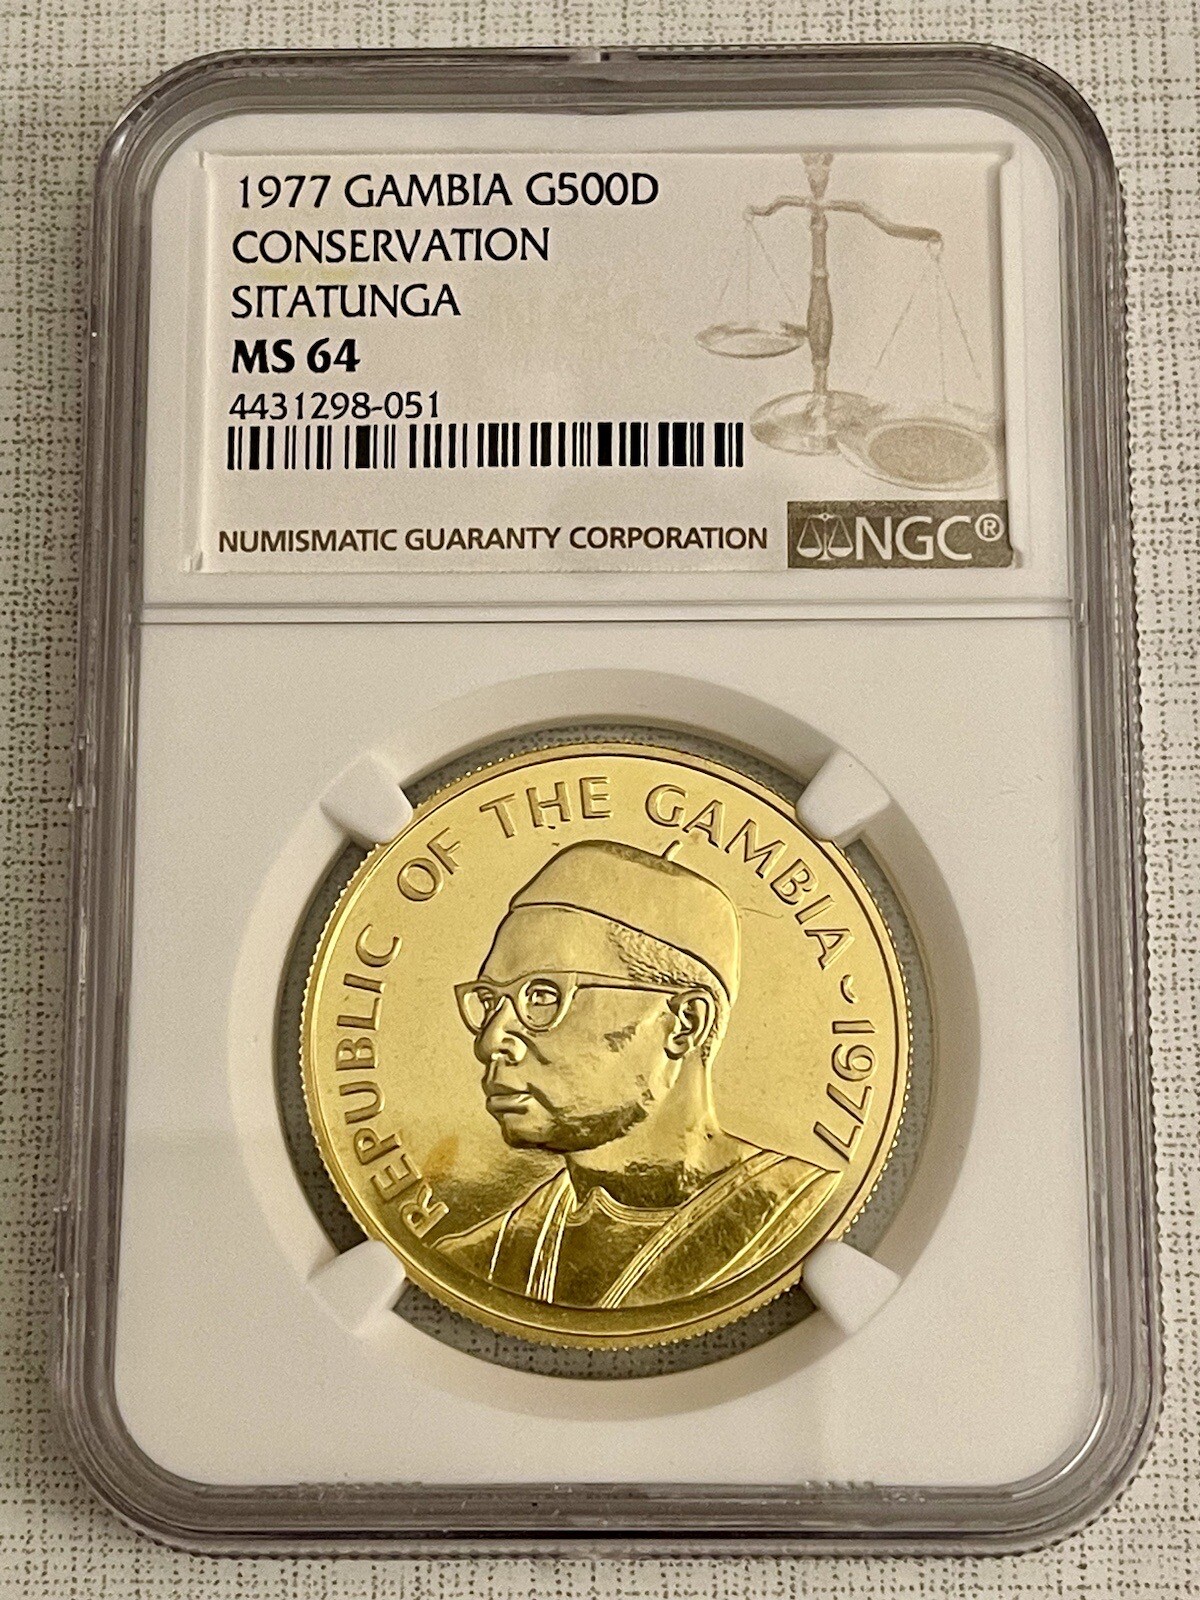 1977 GAMBIA G500D
CONSERVATION
SITATUNGA
MS 64
4431298-051
NUMISMATIC GUARANTY CORPORATION
NGC®
REPUBLIC OF THE GAMBIA · 1977